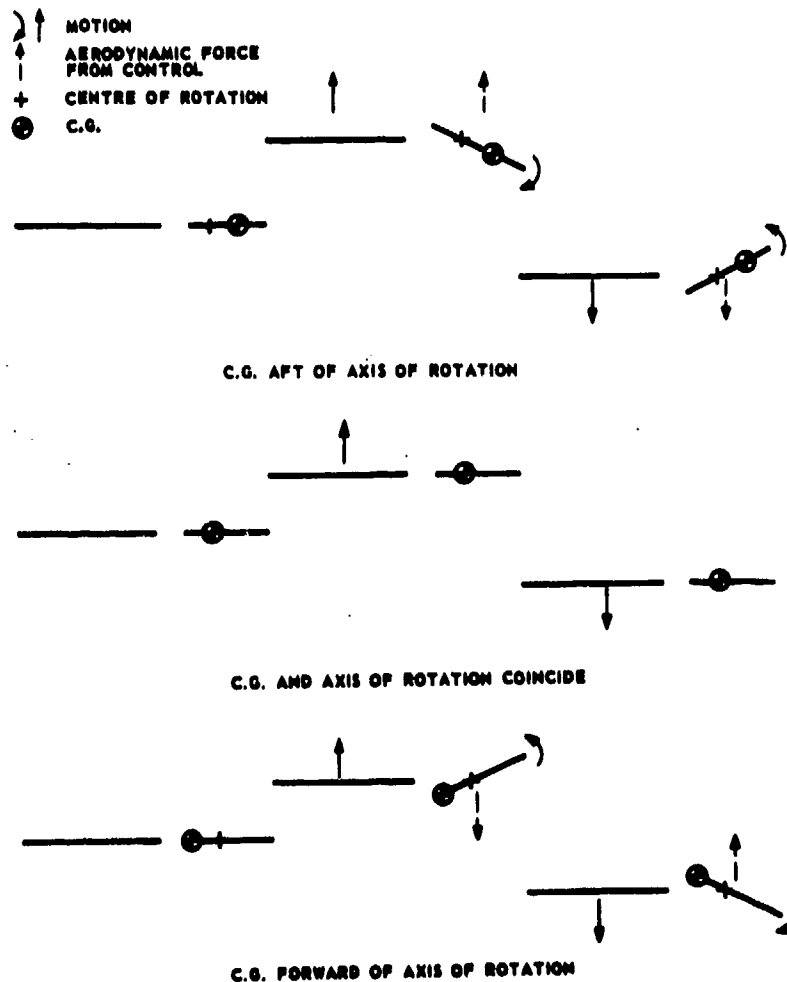 MOTION
AERODYNAMIC FORCE
FROM CONTROL
CENTRE OF ROTATION
C.G.
C.G. AFT OF AXIS OF ROTATION
C.G. AND AXIS OF ROTATION COINCIDE
C.G. FORWARD OF AXIS OF ROTATION